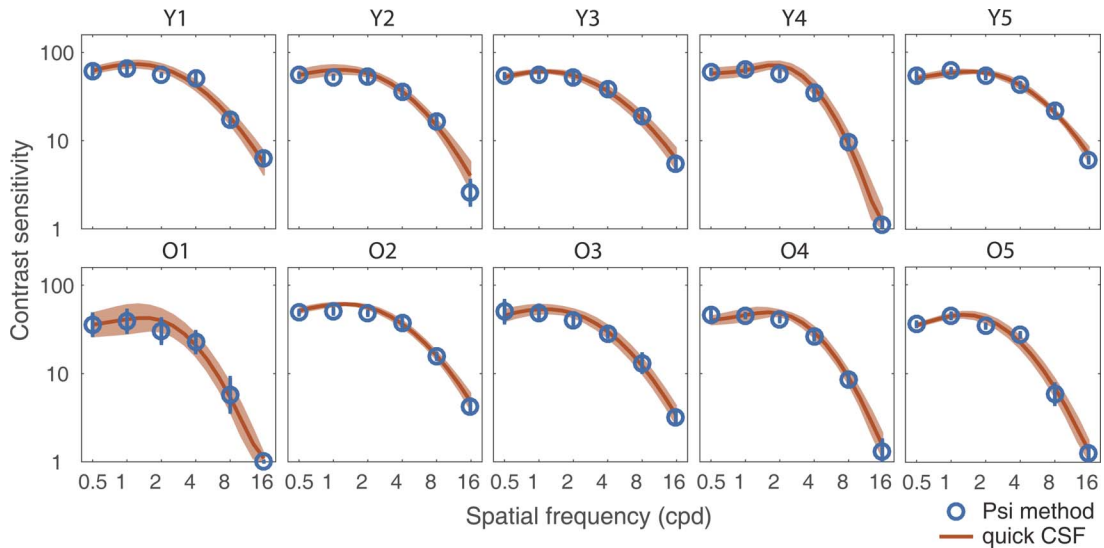 Y1 Y2 Y3 Y4 Y5
100
10
1
O1 O2 O3 O4 O5
100
10
1
0.5 1 2 4 8 16 0.5 1 2 4 8 16 0.5 1 2 4 8 16 0.5 1 2 4 8 16 0.5 1 2 4 8 16
Contrast sensitivity
Spatial frequency (cpd)
Psi method
quick CSF